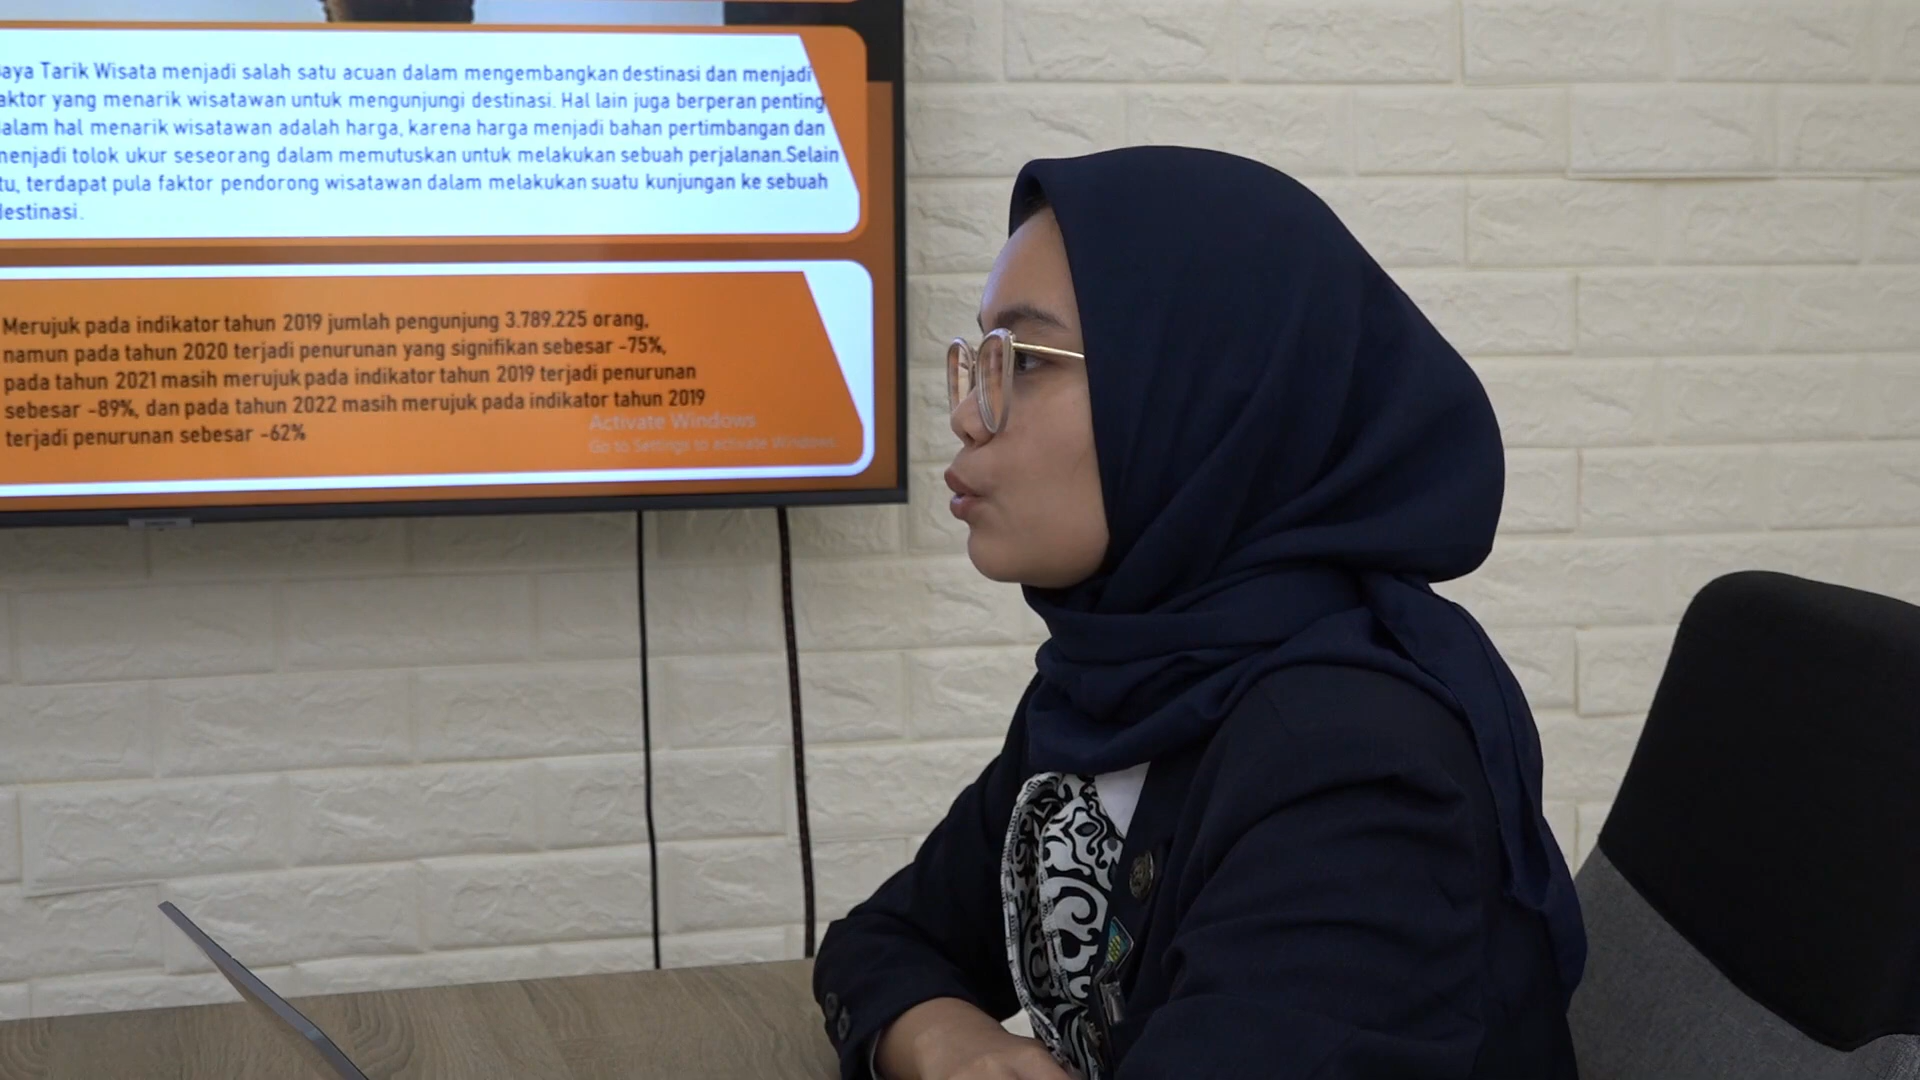 aya Tarik Wisata menjadi salah satu acuan dalam mengembangkan destinasi dan menjadi
aktor yang menarik wisatawan untuk mengunjungi destinasi. Hal lain juga berperan penting
alam hal menarik wisatawan adalah harga, karena harga menjadi bahan pertimbangan dan
menjadi tolok ukur seseorang dalam memutuskan untuk melakukan sebuah perjalanan.Selain
tu, terdapat pula faktor pendorong wisatawan dalam melakukan suatu kunjungan ke sebuah
destinasi.
Merujuk pada indikator tahun 2019 jumlah pengunjung 3.789.225 orang,
namun pada tahun 2020 terjadi penurunan yang signifikan sebesar -75%,
pada tahun 2021 masih merujuk pada indikator tahun 2019 terjadi penurunan
sebesar -89%, dan pada tahun 2022 masih merujuk pada indikator tahun 2019
terjadi penurunan sebesar -62%
Activate Windows
Go to Settings to activate Windows.